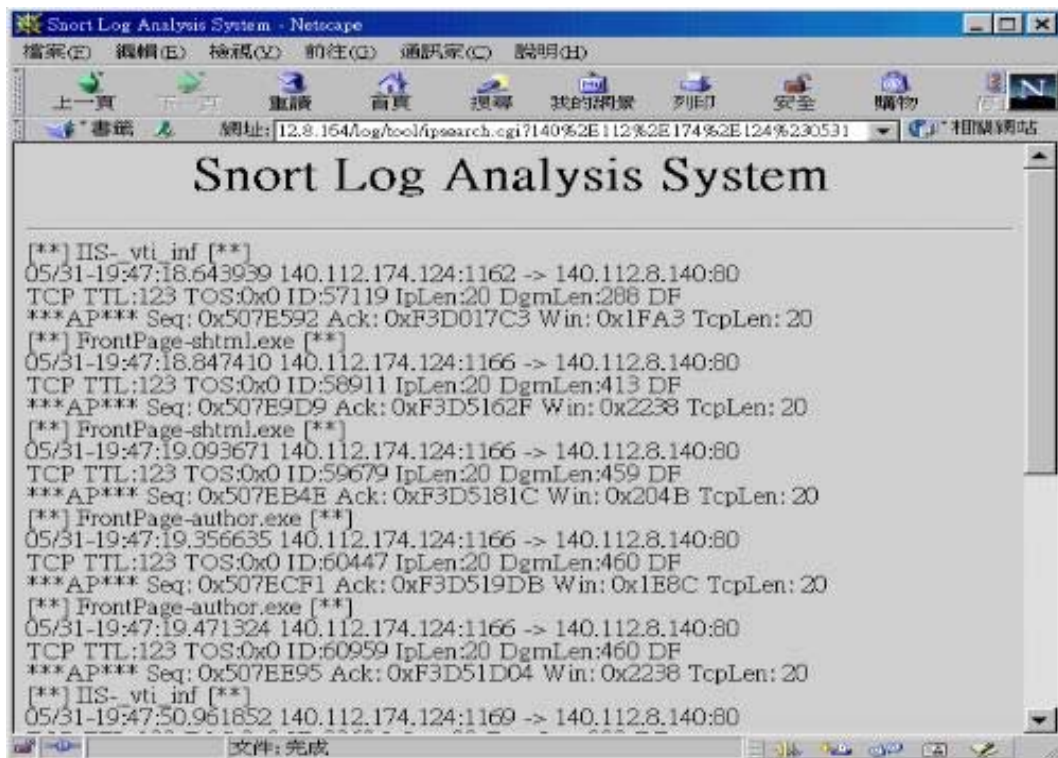 Snort Log Analysis System - Netscape
檔案(F) 編輯(E) 檢視(V) 前往(G) 通訊家(C) 說明(H)
上一頁 下一頁 重讀 首頁 搜尋 我的網景 列印 安全 購物
書籤 網址: 12.8.164/log/tool/ipsearch.cgi?140%2E112%2E174%2E124%230531 相關網站
Snort Log Analysis System
[**] IIS-_vti_inf [**]
05/31-19:47:18.643939 140.112.174.124:1162 -> 140.112.8.140:80
TCP TTL:123 TOS:0x0 ID:57119 IpLen:20 DgmLen:288 DF
***AP*** Seq: 0x507E592 Ack: 0xF3D017C3 Win: 0x1FA3 TcpLen: 20
[**] FrontPage-shtml.exe [**]
05/31-19:47:18.847410 140.112.174.124:1166 -> 140.112.8.140:80
TCP TTL:123 TOS:0x0 ID:58911 IpLen:20 DgmLen:413 DF
***AP*** Seq: 0x507E9D9 Ack: 0xF3D5162F Win: 0x2238 TcpLen: 20
[**] FrontPage-shtml.exe [**]
05/31-19:47:19.093671 140.112.174.124:1166 -> 140.112.8.140:80
TCP TTL:123 TOS:0x0 ID:59679 IpLen:20 DgmLen:459 DF
***AP*** Seq: 0x507EB4E Ack: 0xF3D5181C Win: 0x204B TcpLen: 20
[**] FrontPage-author.exe [**]
05/31-19:47:19.356635 140.112.174.124:1166 -> 140.112.8.140:80
TCP TTL:123 TOS:0x0 ID:60447 IpLen:20 DgmLen:460 DF
***AP*** Seq: 0x507ECF1 Ack: 0xF3D519DB Win: 0x1E8C TcpLen: 20
[**] FrontPage-author.exe [**]
05/31-19:47:19.471324 140.112.174.124:1166 -> 140.112.8.140:80
TCP TTL:123 TOS:0x0 ID:60959 IpLen:20 DgmLen:460 DF
***AP*** Seq: 0x507EE95 Ack: 0xF3D51D04 Win: 0x2238 TcpLen: 20
[**] IIS-_vti_inf [**]
05/31-19:47:50.961852 140.112.174.124:1169 -> 140.112.8.140:80
文件: 完成